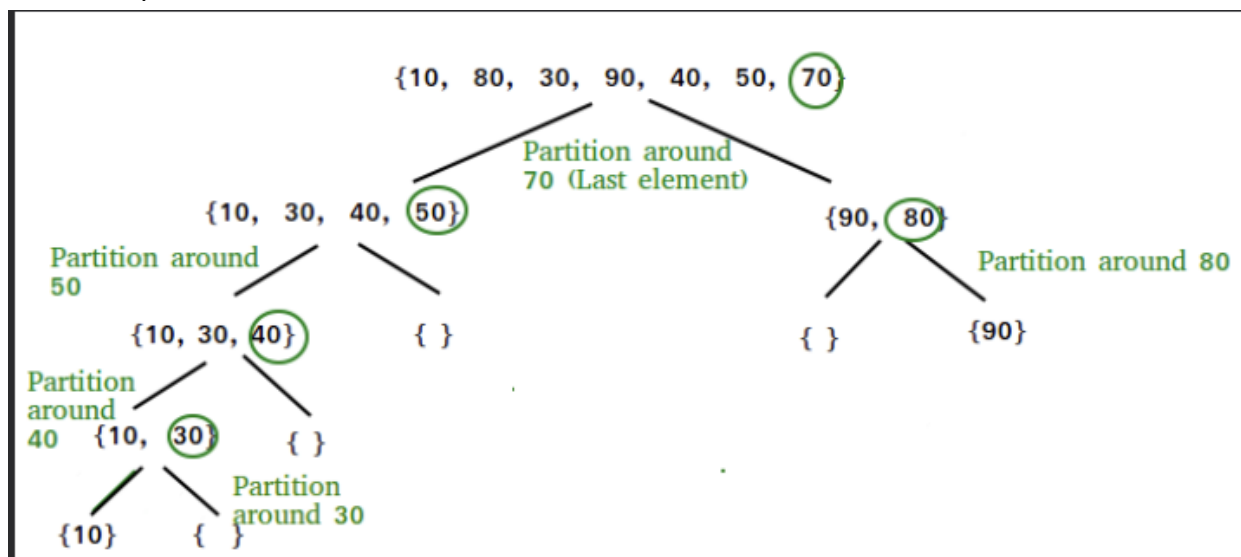 {10, 80, 30, 90, 40, 50, 70}
Partition around
70 (Last element)
{10, 30, 40, 50}
{90, 80}
Partition around
50
Partition around 80
{10, 30, 40}
{ }
{ }
{90}
Partition
around
40
{10, 30}
{ }
Partition
around 30
{10}
{ }